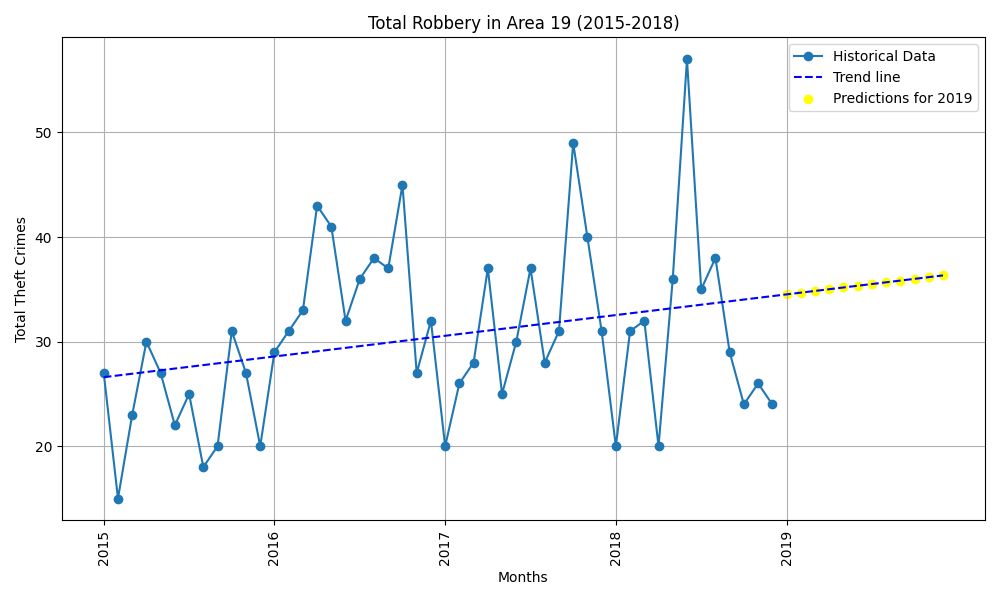 Total Robbery in Area 19 (2015-2018)
Historical Data
Trend line
Predictions for 2019
Total Theft Crimes
50
40
30
20
2015
2016
2017
2018
2019
Months